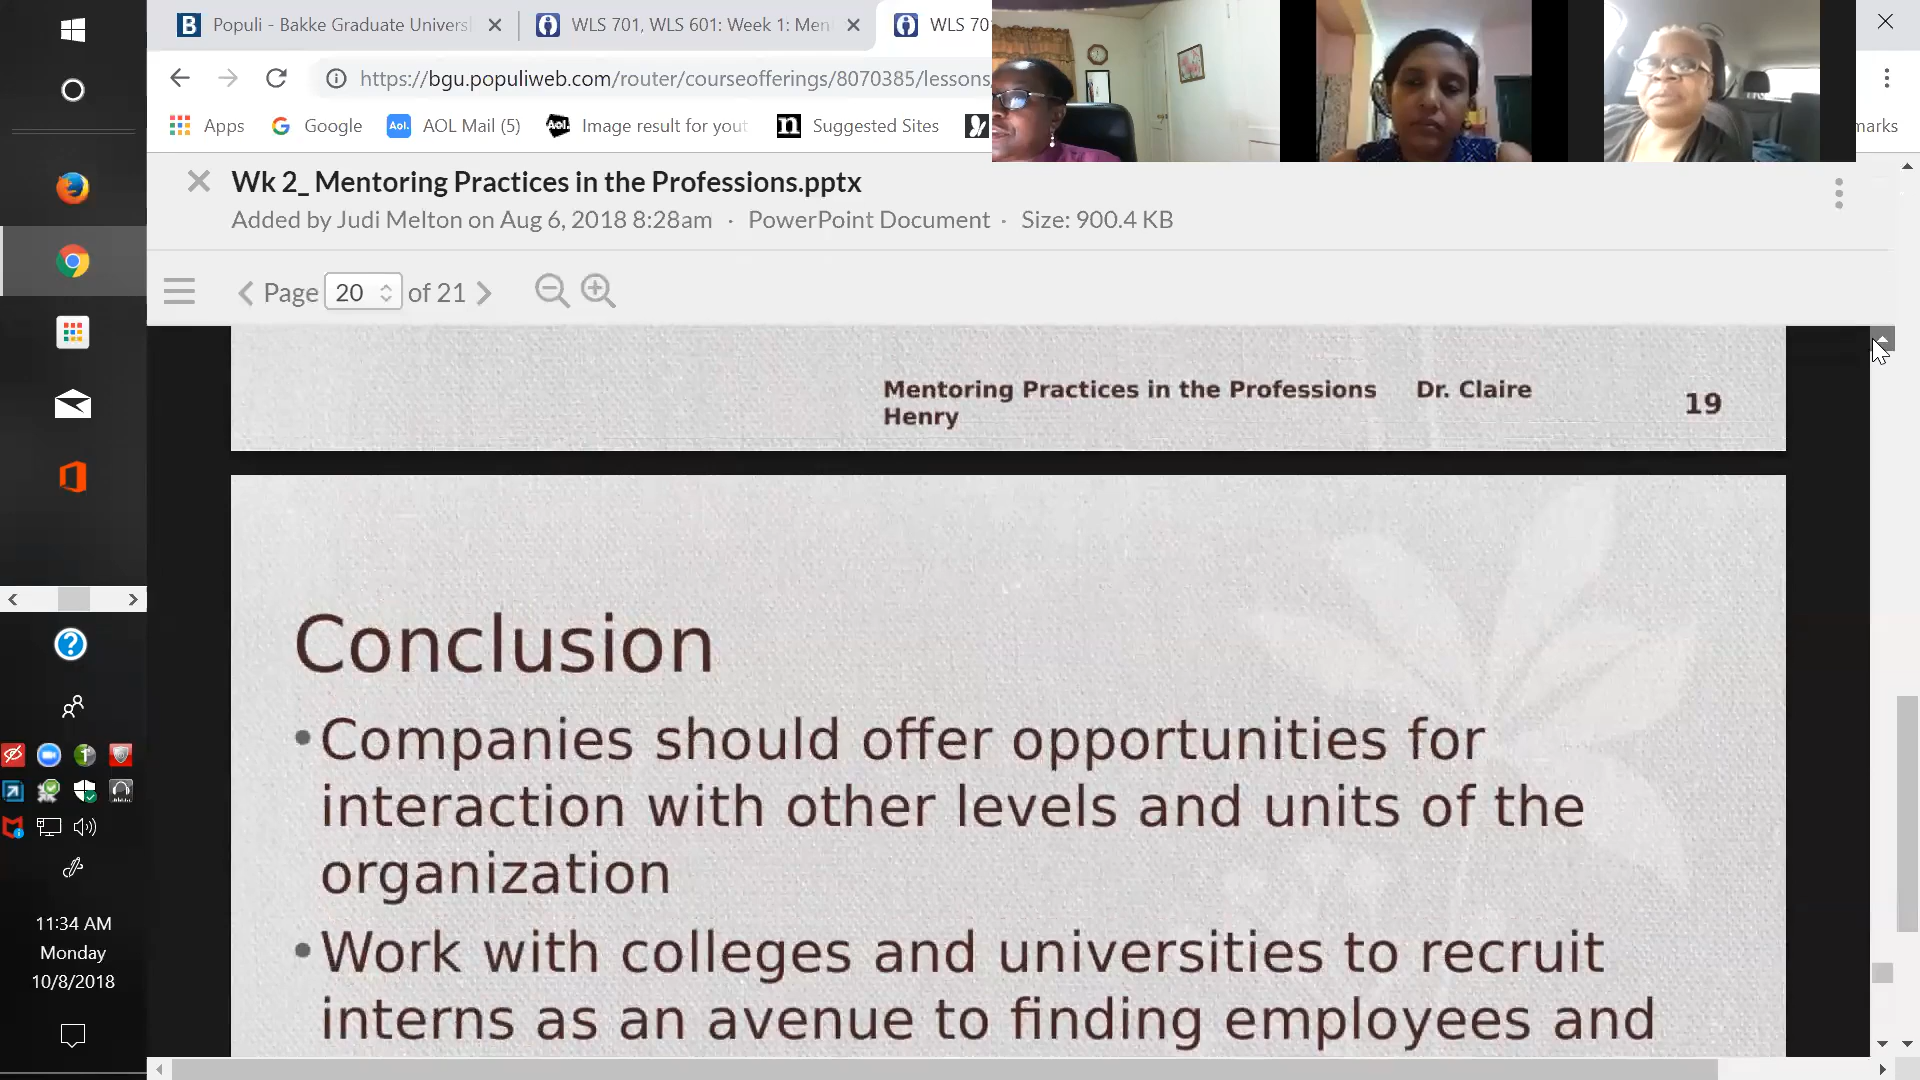 Populi - Bakke Graduate Univers
WLS 701, WLS 601: Week 1: Men
WLS 70
https://bgu.populiweb.com/router/courseofferings/8070385/lessons
Apps
Google
Aol.
AOL Mail (5)
Aol.
Image result for yout
n
Suggested Sites
marks
Wk 2_ Mentoring Practices in the Professions.pptx
Added by Judi Melton on Aug 6, 2018 8:28am · PowerPoint Document · Size: 900.4 KB
Page 20 of 21
Mentoring Practices in the Professions Dr. Claire
Henry
19
Conclusion
•Companies should offer opportunities for
interaction with other levels and units of the
organization
•Work with colleges and universities to recruit
interns as an avenue to finding employees and
11:34 AM
Monday
10/8/2018